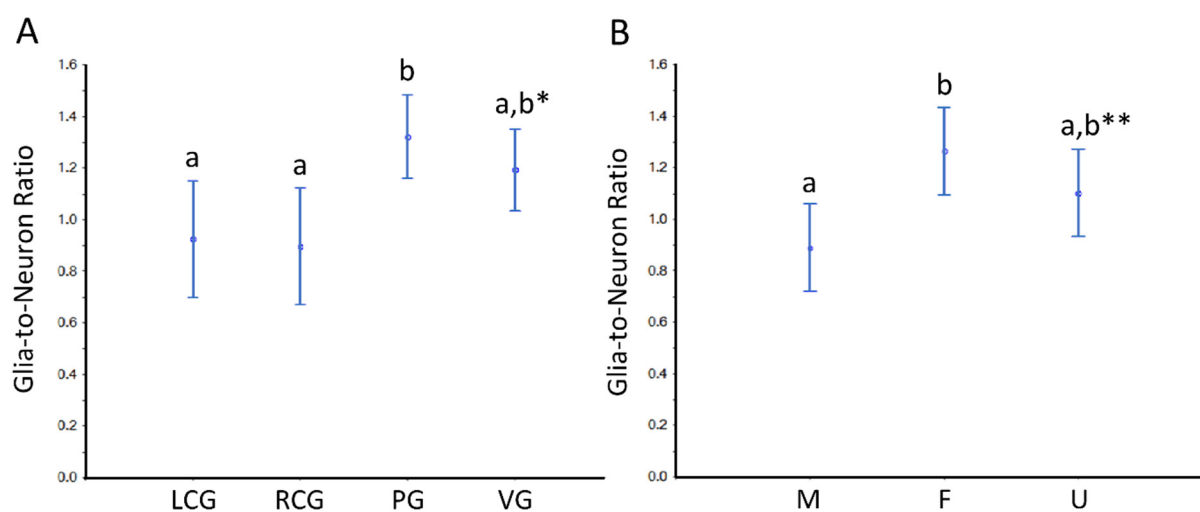 A
Glia-to-Neuron Ratio
1.6
1.4
1.2
1.0
0.8
0.6
0.4
0.2
0.0
a
a
b
a,b*
LCG RCG PG VG
B
Glia-to-Neuron Ratio
1.6
1.4
1.2
1.0
0.8
0.6
0.4
0.2
0.0
a
b
a,b**
M F U